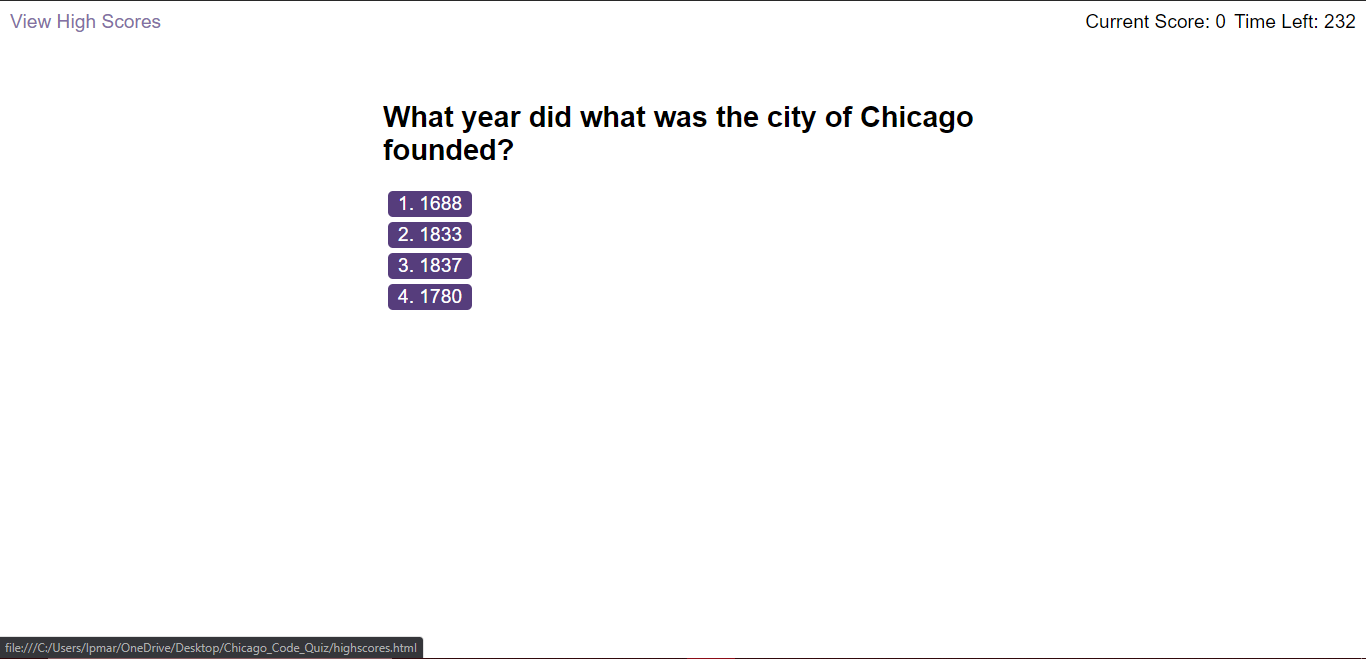 View High Scores
Current Score: 0 Time Left: 232
What year did what was the city of Chicago
founded?
1. 1688
2. 1833
3. 1837
4. 1780
file:///C:/Users/lpmar/OneDrive/Desktop/Chicago_Code_Quiz/highscores.html